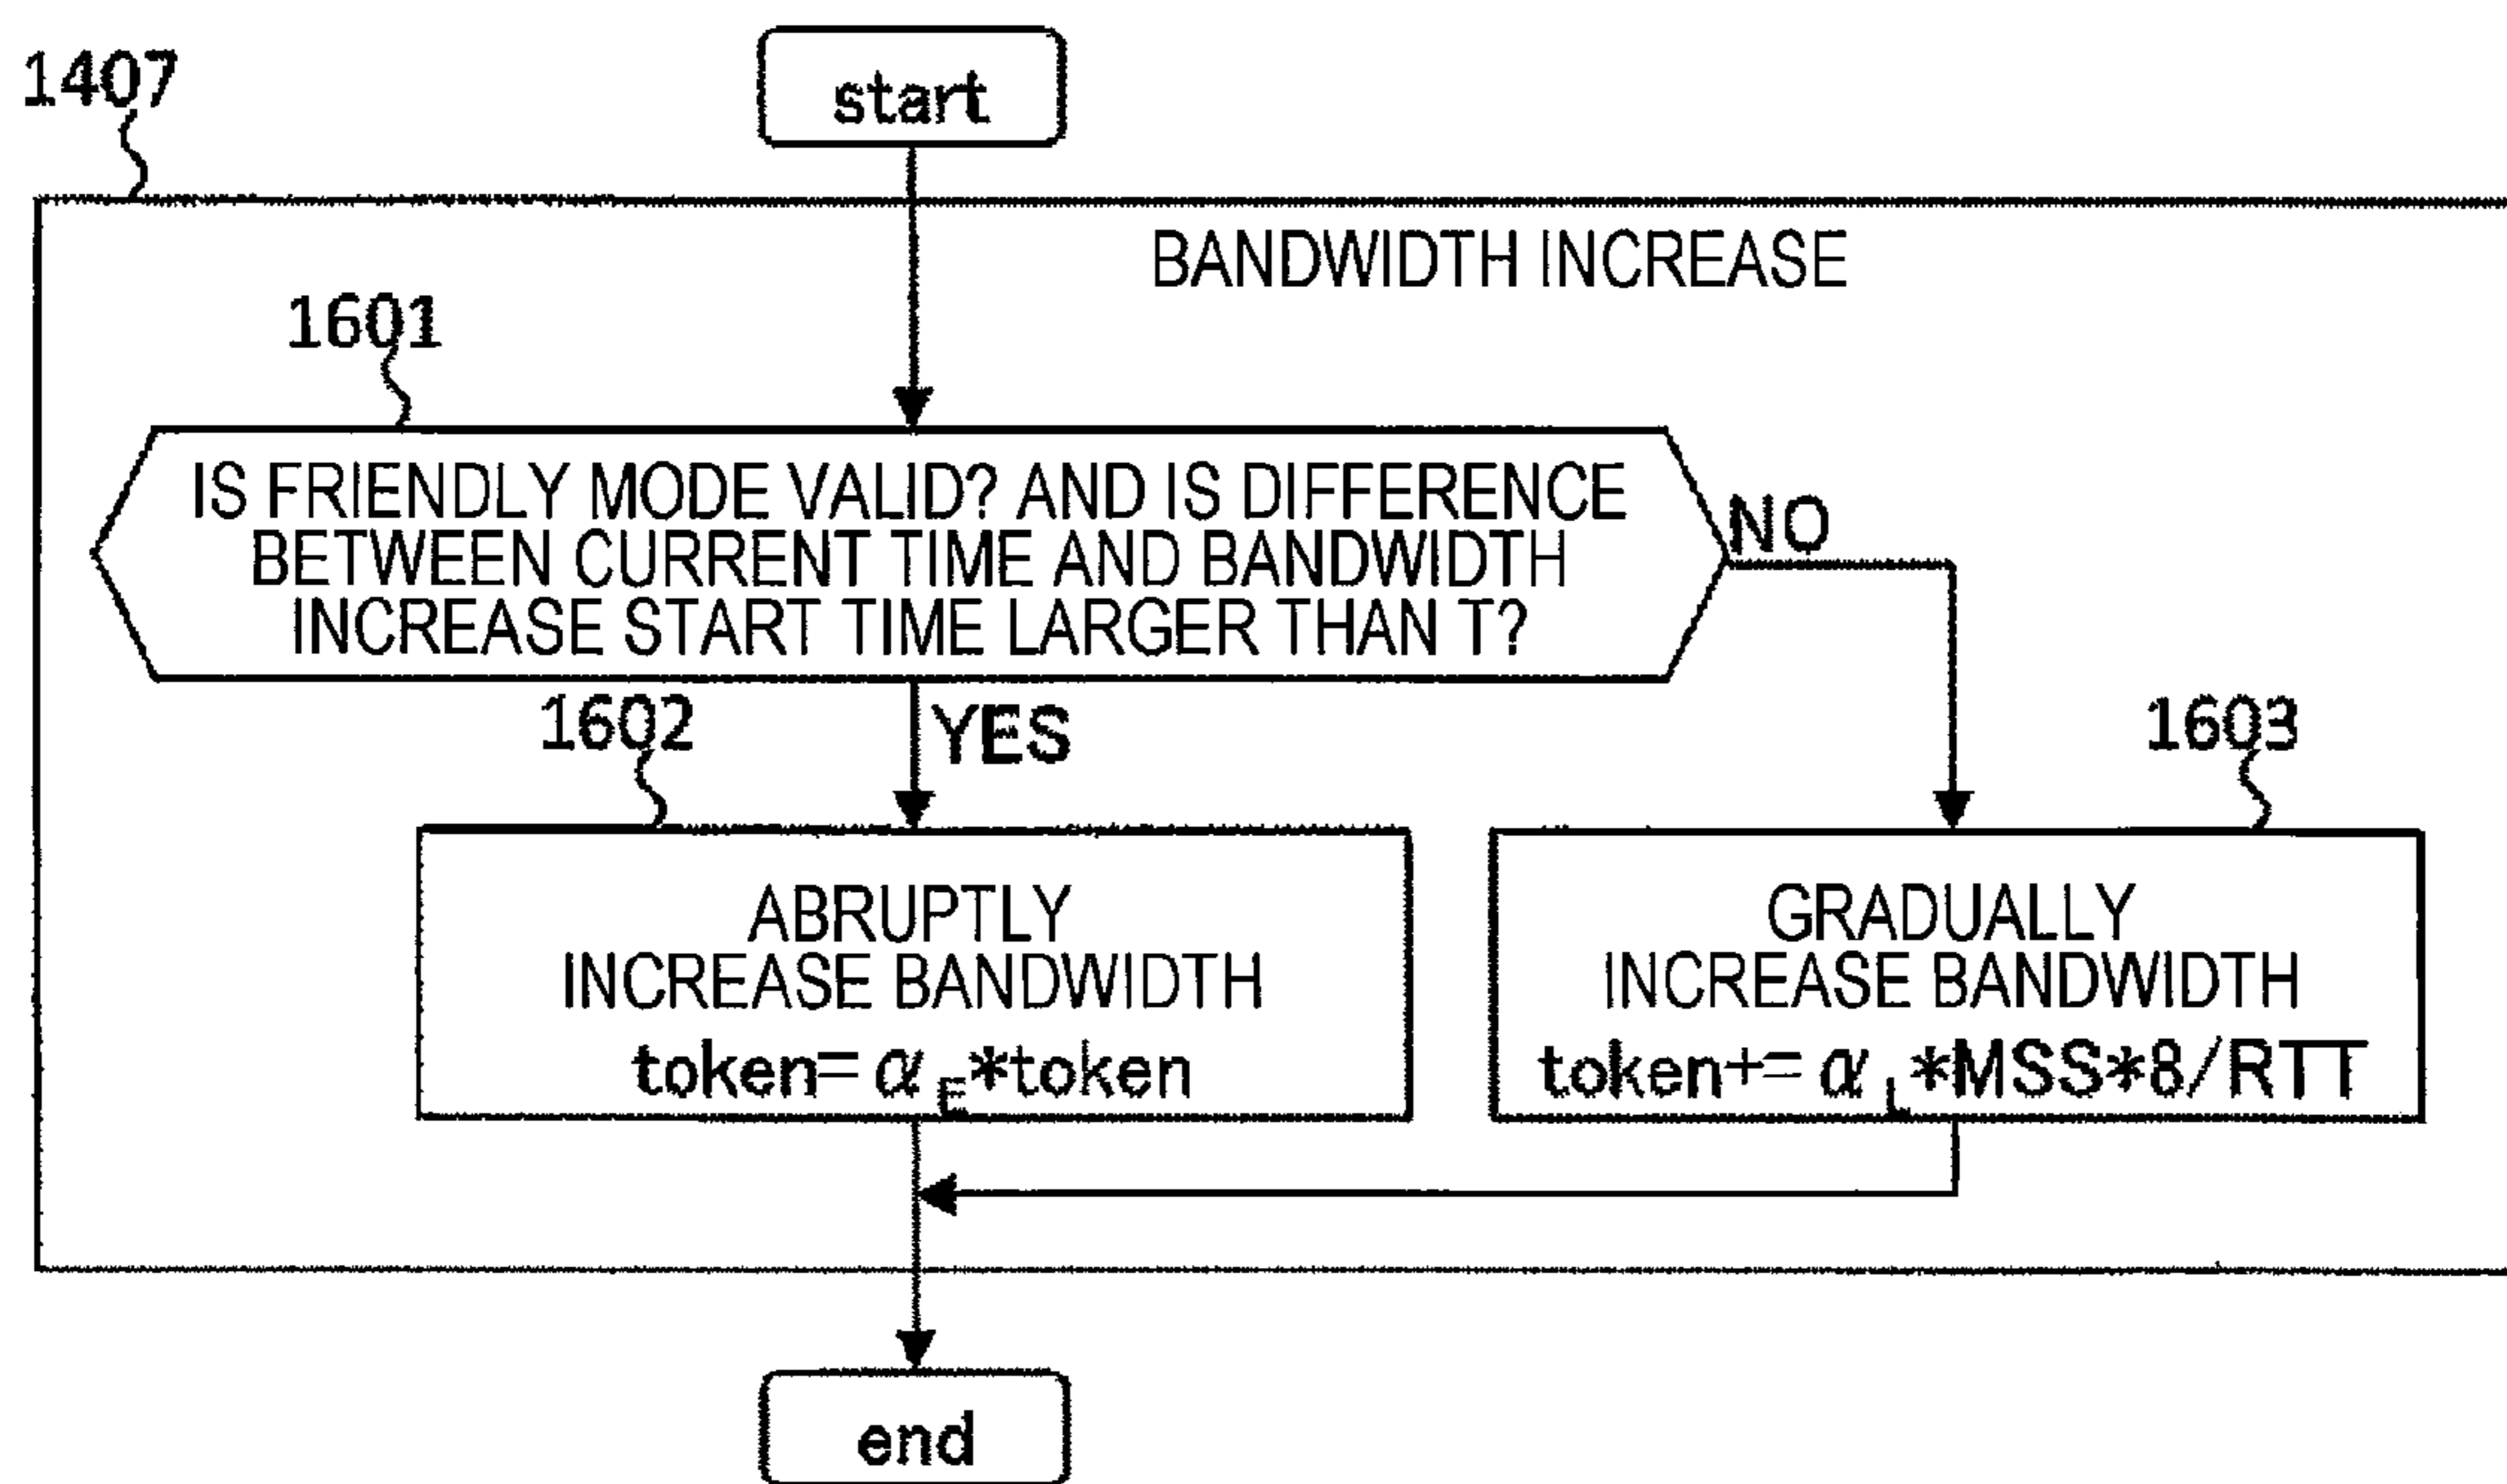 1407
start
BANDWIDTH INCREASE
1601
IS FRIENDLY MODE VALID? AND IS DIFFERENCE
BETWEEN CURRENT TIME AND BANDWIDTH
INCREASE START TIME LARGER THAN T?
NO
1602
YES
1603
ABRUPTLY
INCREASE BANDWIDTH
token= α_E*token
GRADUALLY
INCREASE BANDWIDTH
token+= α_L*MSS*8/RTT
end